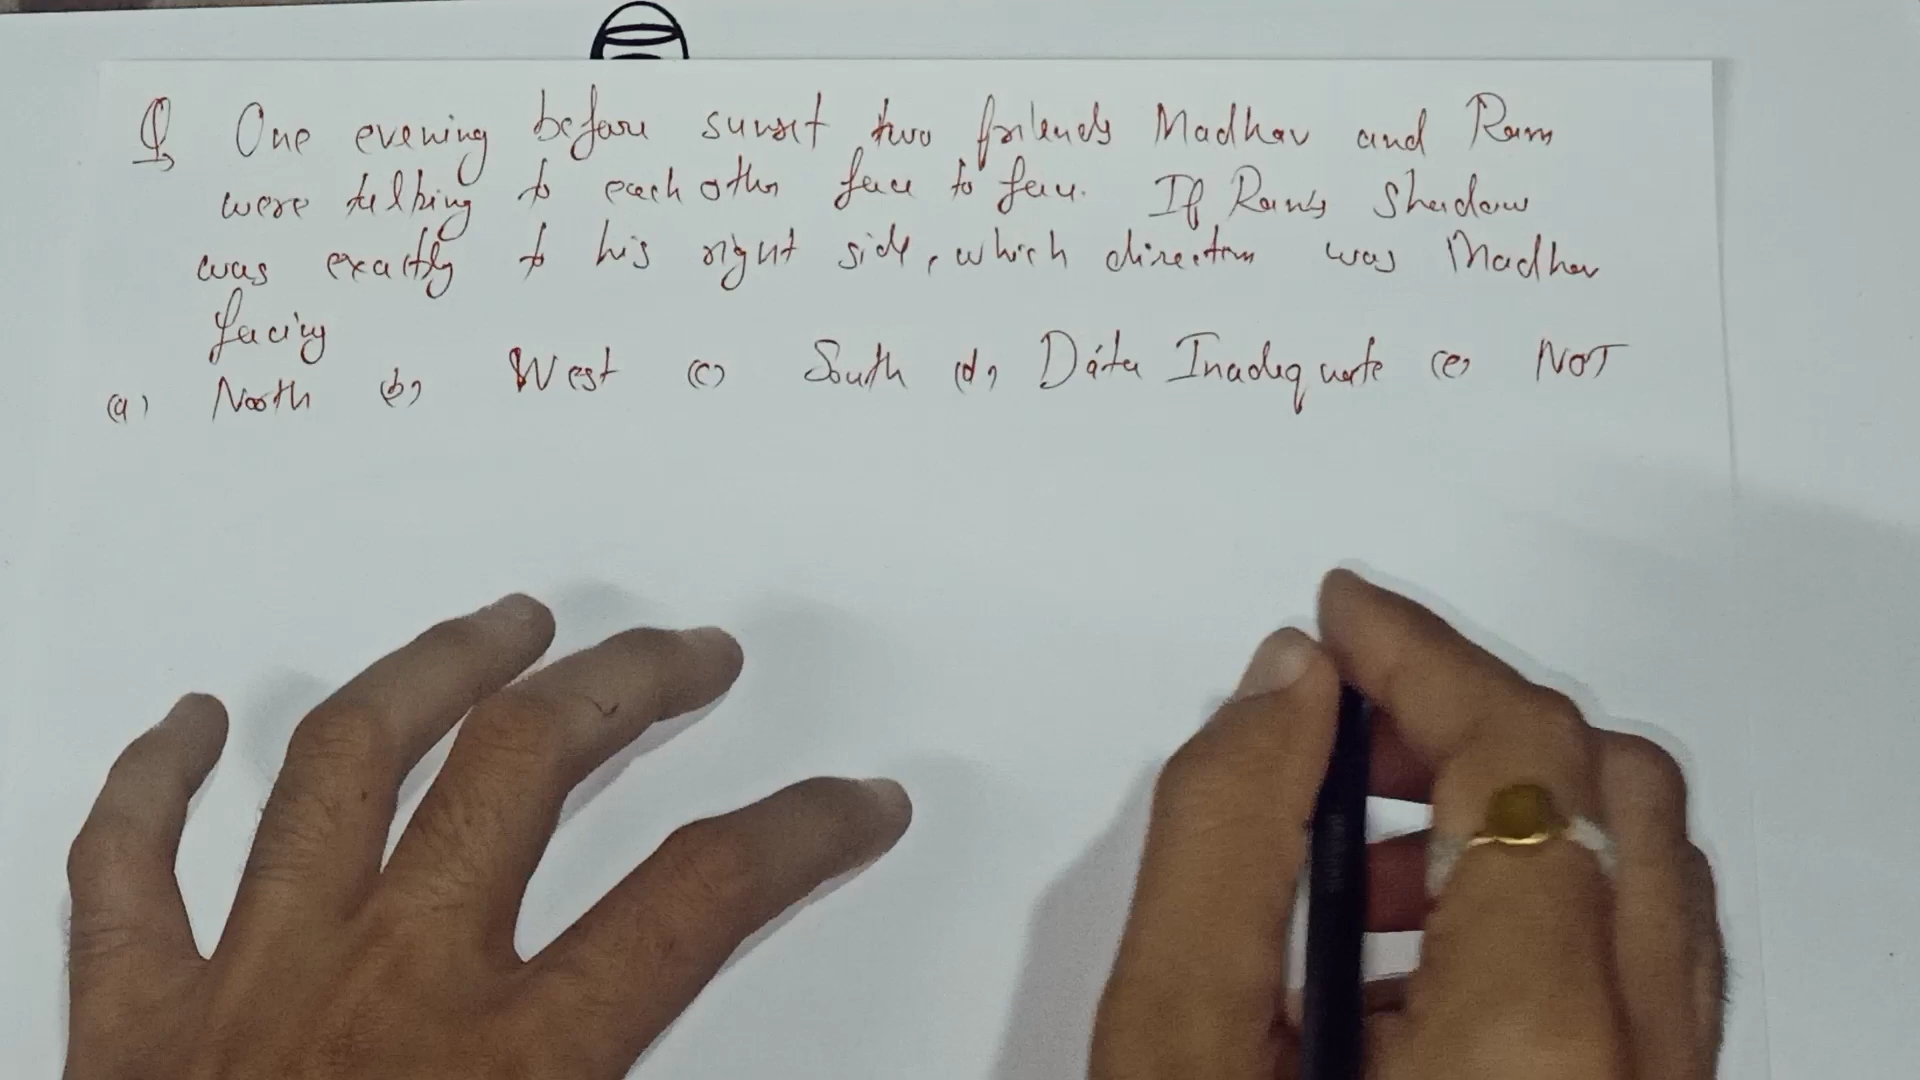 Q, One evening before sunset two friends Madhav and Ram
were talking to each other face to face. If Ram's Shadow
was exactly to his right side, which direction was Madhav
facing
(a) North (b) West (c) South (d) Data Inadequate (e) NOT